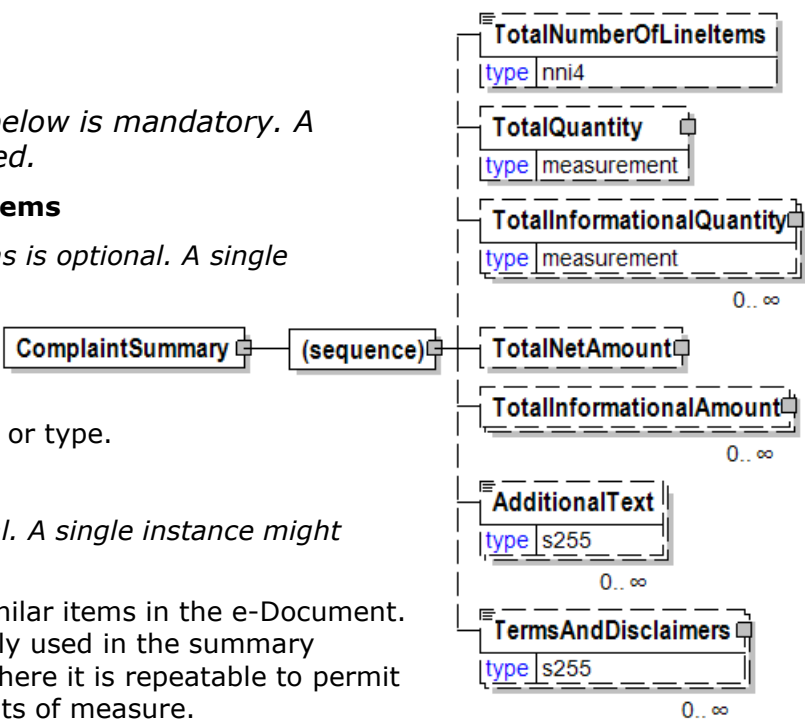 elow is mandatory. A
ed.
ems
s is optional. A single
or type.
l. A single instance might
milar items in the e-Document.
ly used in the summary
here it is repeatable to permit
ts of measure.
ComplaintSummary
(sequence)
TotalNumberOfLineItems
type nni4
TotalQuantity
type measurement
TotalInformationalQuantity
type measurement
0..∞
TotalNetAmount
TotalInformationalAmount
0..∞
AdditionalText
type s255
0..∞
TermsAndDisclaimers
type s255
0..∞